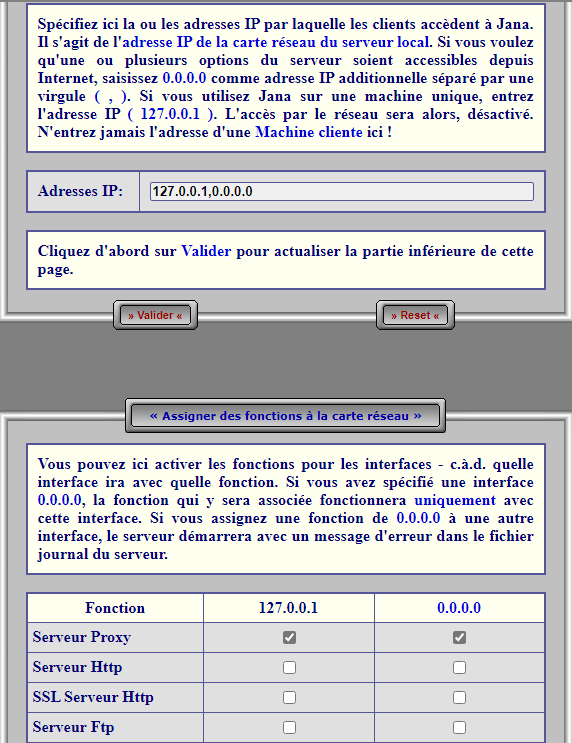 Spécifiez ici la ou les adresses IP par laquelle les clients accèdent à Jana.
Il s'agit de l'adresse IP de la carte réseau du serveur local. Si vous voulez
qu'une ou plusieurs options du serveur soient accessibles depuis
Internet, saisissez 0.0.0.0 comme adresse IP additionnelle séparé par une
virgule ( , ). Si vous utilisez Jana sur une machine unique, entrez
l'adresse IP ( 127.0.0.1 ). L'accès par le réseau sera alors, désactivé.
N'entrez jamais l'adresse d'une Machine cliente ici !
Adresses IP: 127.0.0.1,0.0.0.0
Cliquez d'abord sur Valider pour actualiser la partie inférieure de cette
page.
» Valider « » Reset «
« Assigner des fonctions à la carte réseau »
Vous pouvez ici activer les fonctions pour les interfaces - c.à.d. quelle
interface ira avec quelle fonction. Si vous avez spécifié une interface
0.0.0.0, la fonction qui y sera associée fonctionnera uniquement avec
cette interface. Si vous assignez une fonction de 0.0.0.0 à une autre
interface, le serveur démarrera avec un message d'erreur dans le fichier
journal du serveur.
Fonction 127.0.0.1 0.0.0.0
Serveur Proxy
Serveur Http
SSL Serveur Http
Serveur Ftp